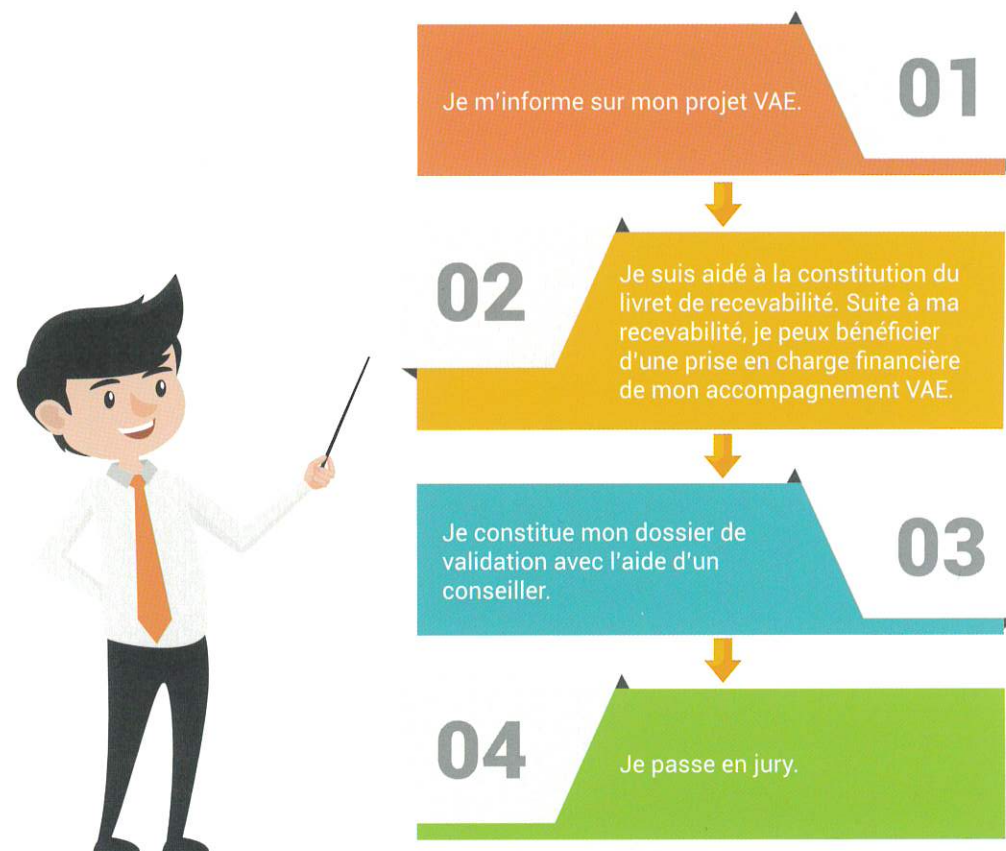 Je m'informe sur mon projet VAE.
01
02
Je suis aidé à la constitution du
livret de recevabilité. Suite à ma
recevabilité, je peux bénéficier
d'une prise en charge financière
de mon accompagnement VAE.
Je constitue mon dossier de
validation avec l'aide d'un
conseiller.
03
04
Je passe en jury.